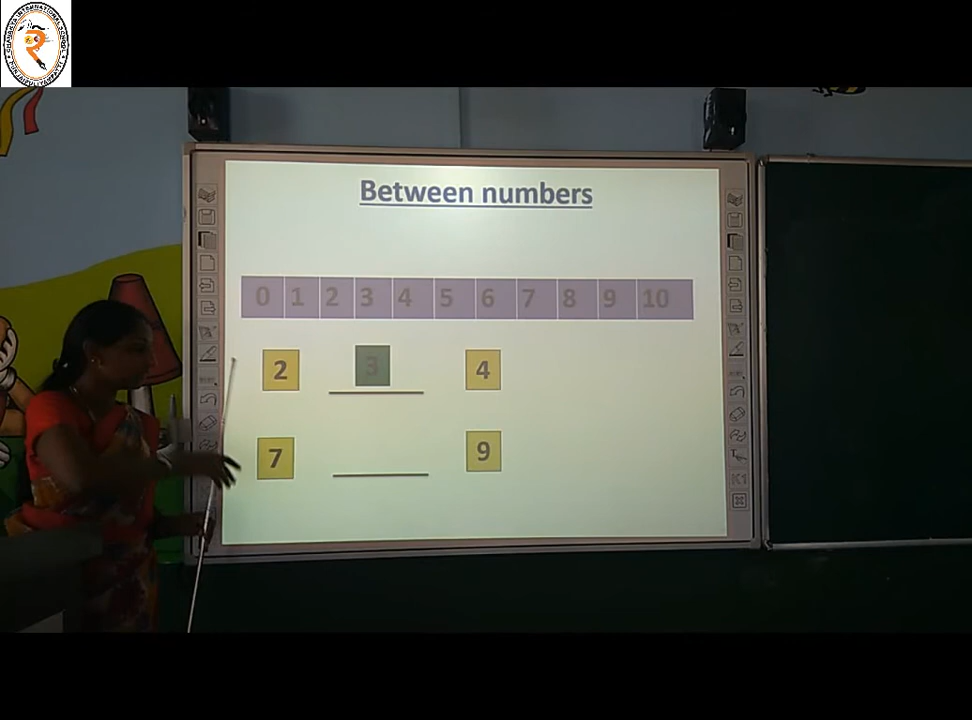 Between numbers
0 1 2 3 4 5 6 7 8 9 10
2 3 4
7 9